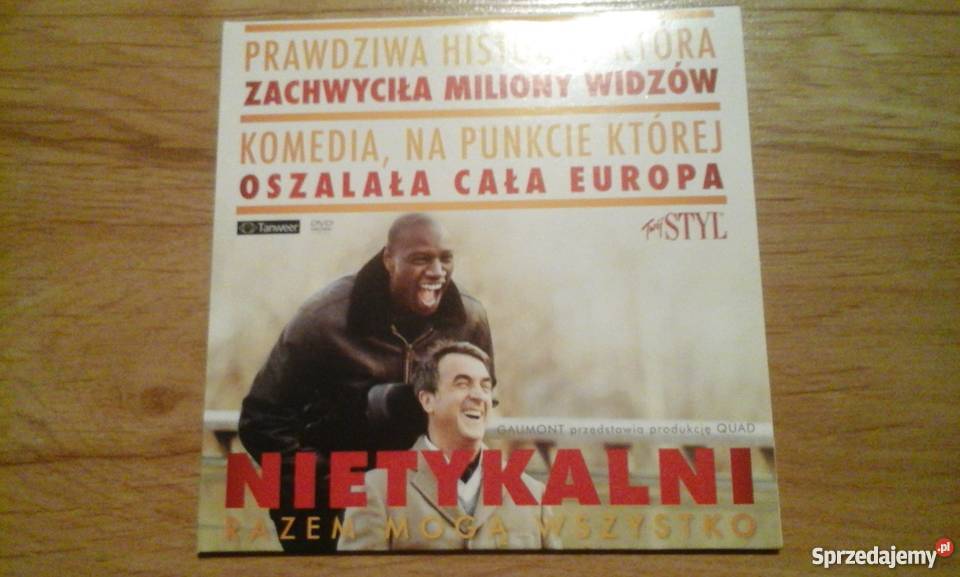 PRAWDZIWA HISTORIA KTÓRA
ZACHWYCIŁA MILIONY WIDZÓW
KOMEDIA, NA PUNKCIE KTÓREJ
OSZALAŁA CAŁA EUROPA
Tanweer
DVD
Twój STYL
GAUMONT przedstawia produkcję QUAD
NIETYKALNI
RAZEM MOGĄ WSZYSTKO
Sprzedajemy.pl